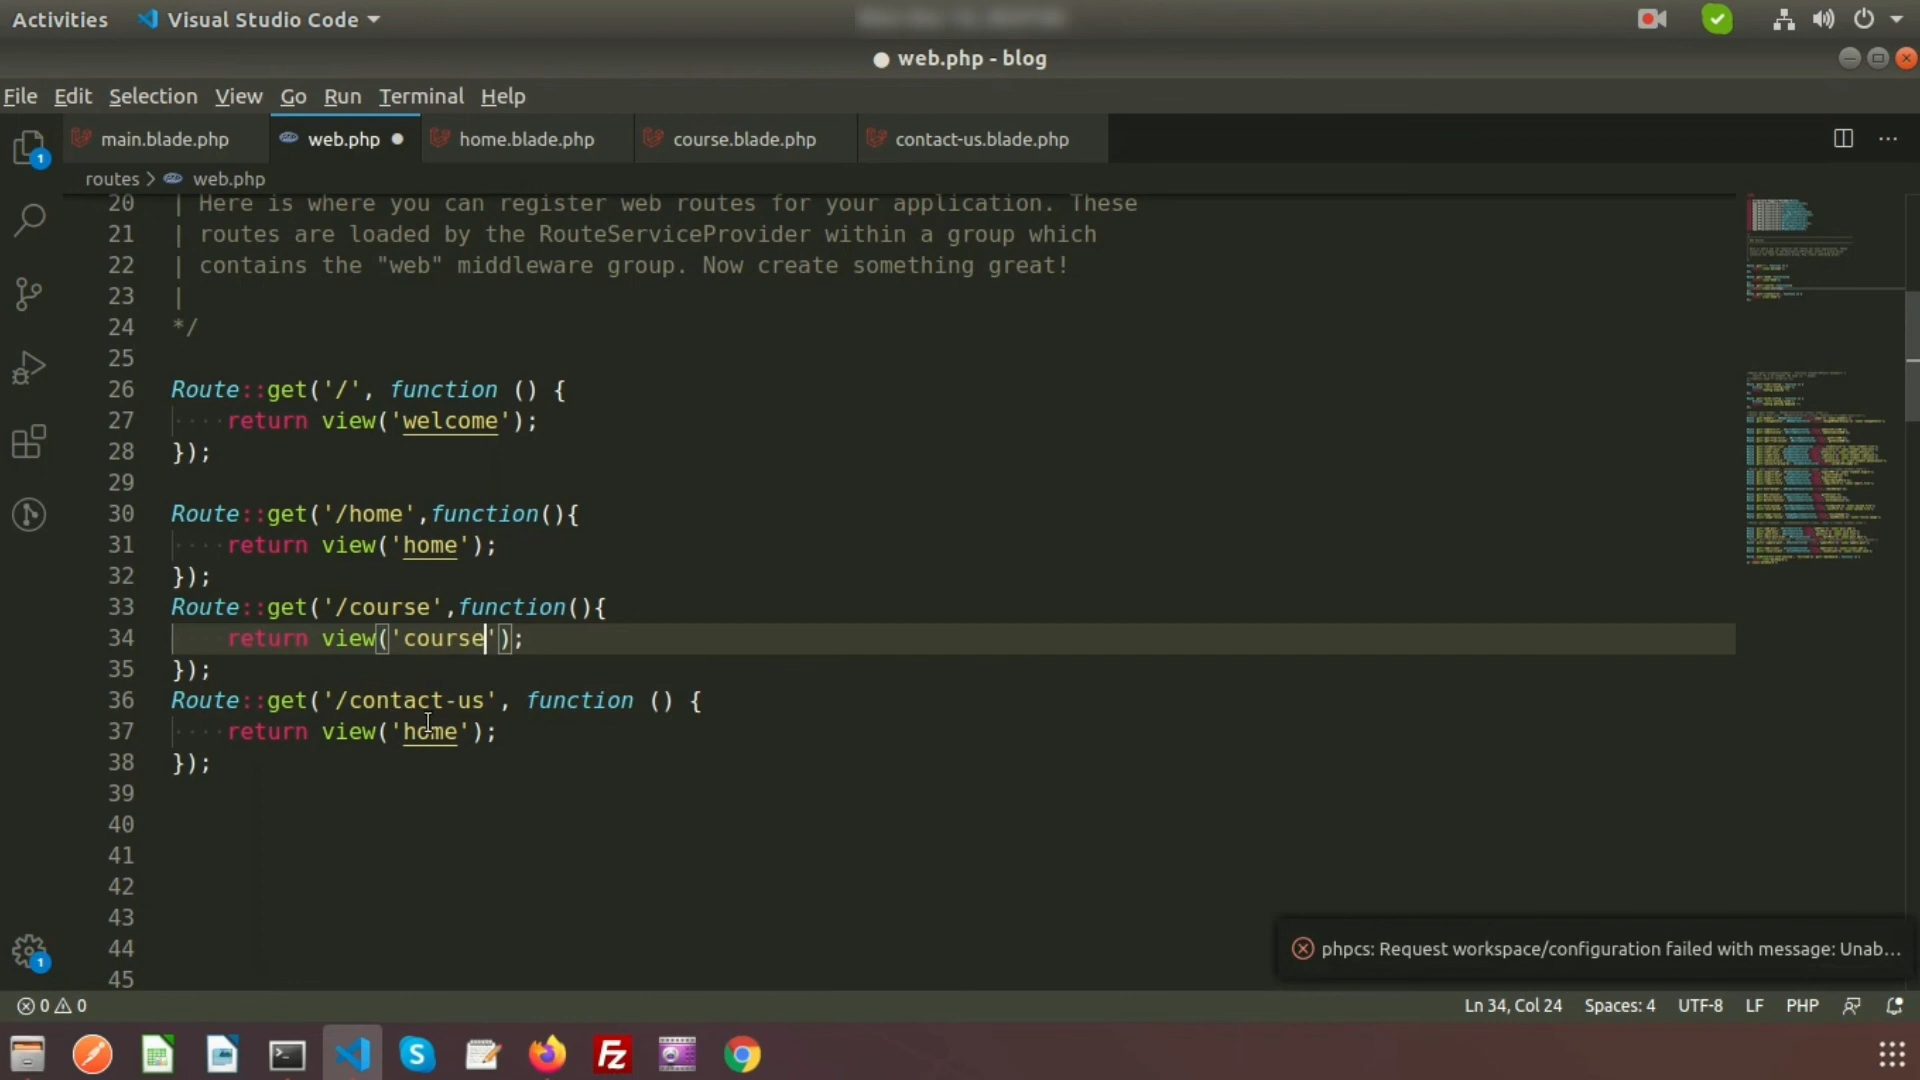 Activities Visual Studio Code
web.php - blog
File Edit Selection View Go Run Terminal Help
main.blade.php web.php home.blade.php course.blade.php contact-us.blade.php
1
routes > web.php
20 | Here is where you can register web routes for your application. These
21 | routes are loaded by the RouteServiceProvider within a group which
22 | contains the "web" middleware group. Now create something great!
23 |
24 */
25
26 Route::get('/', function () {
27 return view('welcome');
28 });
29
30 Route::get('/home',function(){
31 return view('home');
32 });
33 Route::get('/course',function(){
34 return view('course');
35 });
36 Route::get('/contact-us', function () {
37 return view('home');
38 });
39
40
41
42
43
44
45
phpcs: Request workspace/configuration failed with message: Unab...
1
0 0 Ln 34, Col 24 Spaces: 4 UTF-8 LF PHP
S Fz